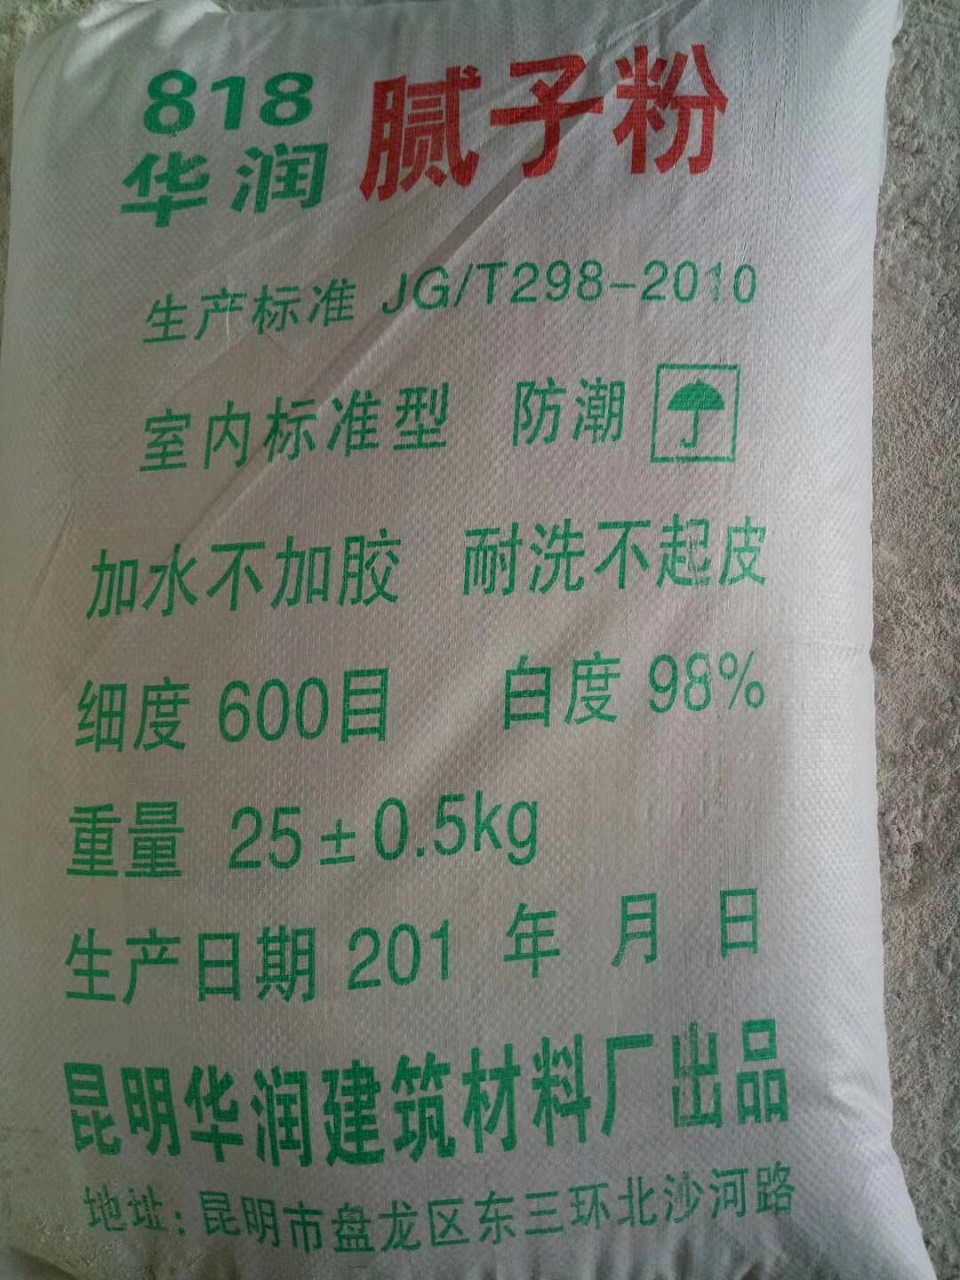 818
华润
腻子粉
生产标准 JG/T298-2010
室内标准型 防潮
加水不加胶 耐洗不起皮
细度 600目 白度 98%
重量 25±0.5kg
生产日期 201 年 月 日
昆明华润建筑材料厂出品
地址：昆明市盘龙区东三环北沙河路